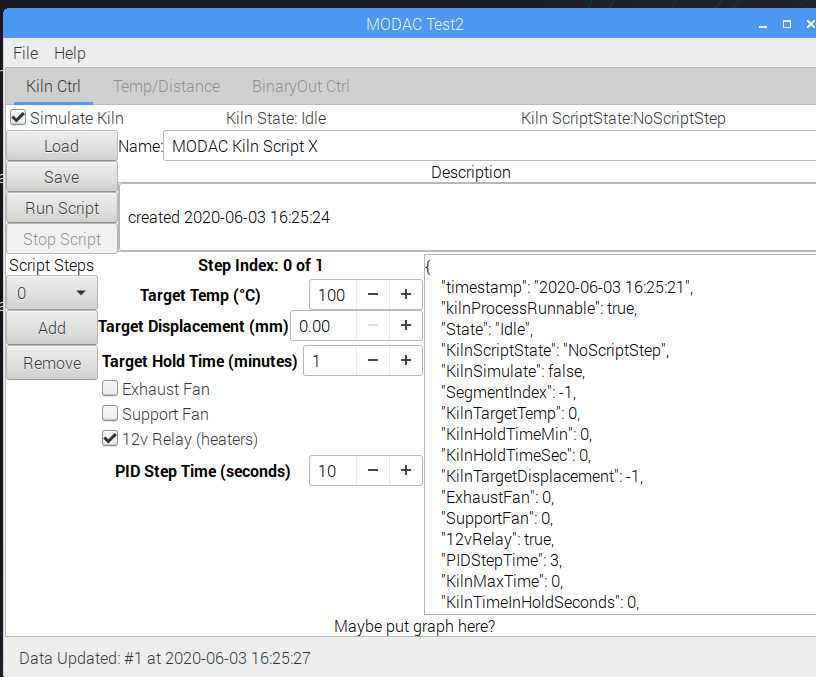 MODAC Test2
File Help
Kiln Ctrl Temp/Distance BinaryOut Ctrl
Simulate Kiln Kiln State: Idle Kiln ScriptState:NoScriptStep
Load Name: MODAC Kiln Script X
Save Description
Run Script created 2020-06-03 16:25:24
Stop Script
Script Steps Step Index: 0 of 1
0 Target Temp (°C) 100 − +
Add Target Displacement (mm) 0.00 − +
Remove Target Hold Time (minutes) 1 − +
Exhaust Fan
Support Fan
12v Relay (heaters)
PID Step Time (seconds) 10 − +
{
"timestamp": "2020-06-03 16:25:21",
"kilnProcessRunnable": true,
"State": "Idle",
"KilnScriptState": "NoScriptStep",
"KilnSimulate": false,
"SegmentIndex": -1,
"KilnTargetTemp": 0,
"KilnHoldTimeMin": 0,
"KilnHoldTimeSec": 0,
"KilnTargetDisplacement": -1,
"ExhaustFan": 0,
"SupportFan": 0,
"12vRelay": true,
"PIDStepTime": 3,
"KilnMaxTime": 0,
"KilnTimeInHoldSeconds": 0,
Maybe put graph here?
Data Updated: #1 at 2020-06-03 16:25:27